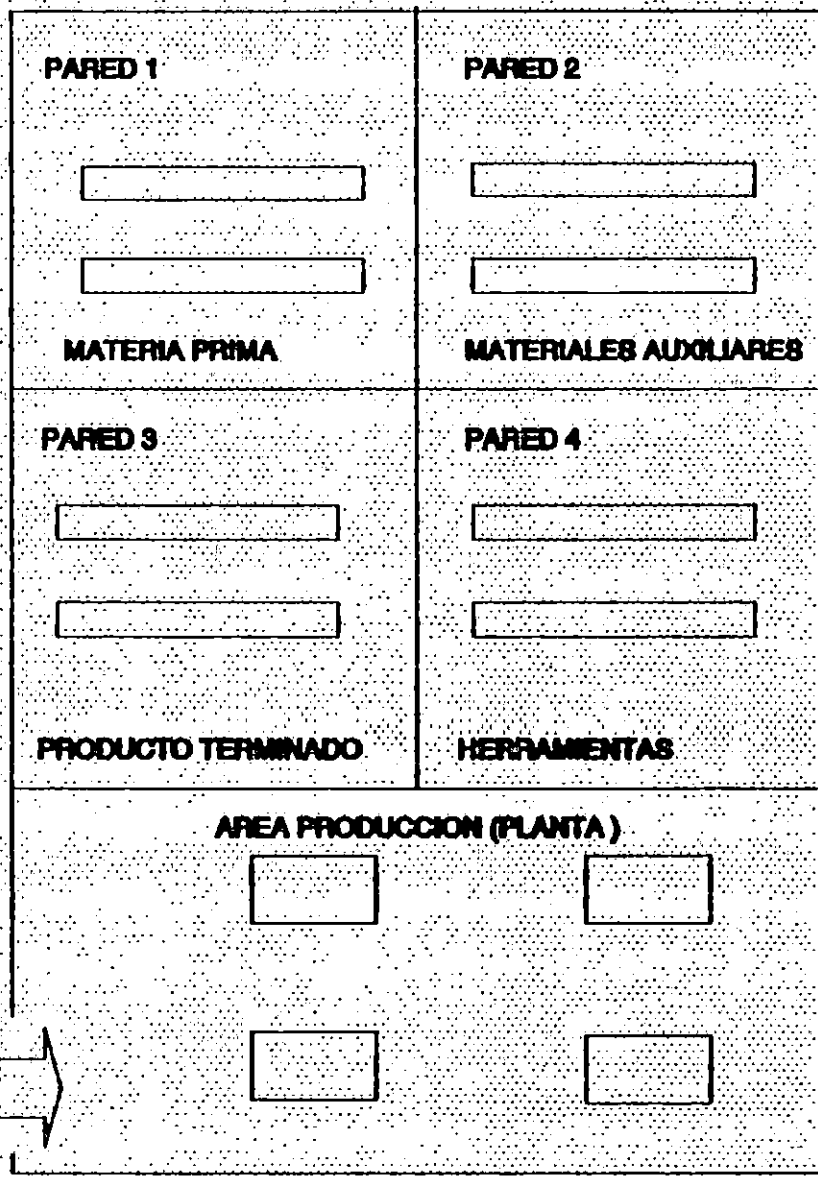 PARED 1
PARED 2
MATERIA PRIMA
MATERIALES AUXILIARES
PARED 3
PARED 4
PRODUCTO TERMINADO
HERRAMIENTAS
AREA PRODUCCION (PLANTA)